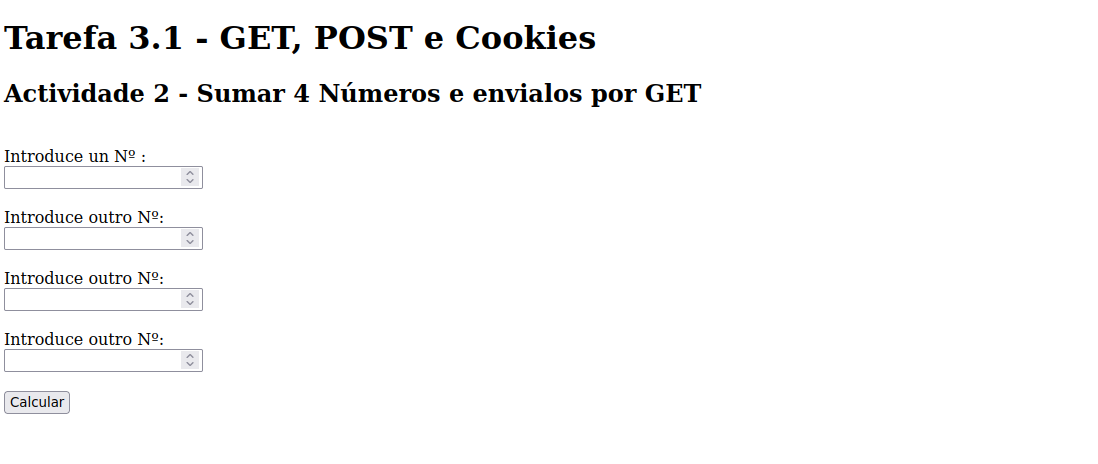 Tarefa 3.1 - GET, POST e Cookies
Actividade 2 - Sumar 4 Números e envialos por GET
Introduce un Nº :
Introduce outro Nº:
Introduce outro Nº:
Introduce outro Nº:
Calcular